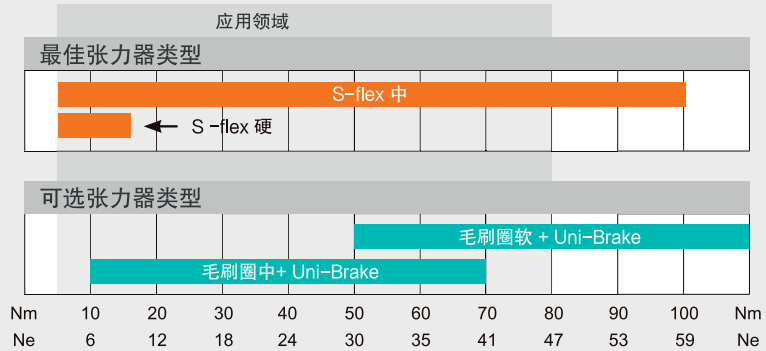 应用领域
最佳张力器类型
S-flex 中
S-flex 硬
可选张力器类型
毛刷圈软 + Uni-Brake
毛刷圈中+ Uni-Brake
Nm 10 20 30 40 50 60 70 80 90 100 Nm
Ne 6 12 18 24 30 35 41 47 53 59 Ne